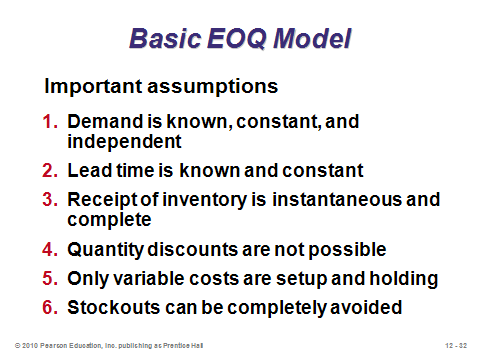 Basic EOQ Model
Important assumptions
1. Demand is known, constant, and
independent
2. Lead time is known and constant
3. Receipt of inventory is instantaneous and
complete
4. Quantity discounts are not possible
5. Only variable costs are setup and holding
6. Stockouts can be completely avoided
© 2010 Pearson Education, Inc. publishing as Prentice Hall
12 - 32